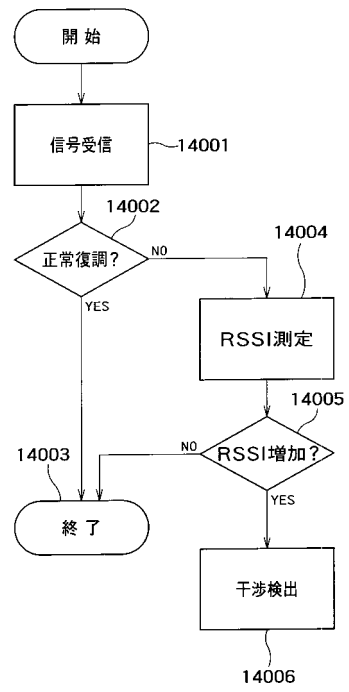 開始
信号受信
14001
14002
正常復調?
NO
YES
14004
RSSI測定
14005
RSSI増加?
NO
YES
14003
終了
干渉検出
14006